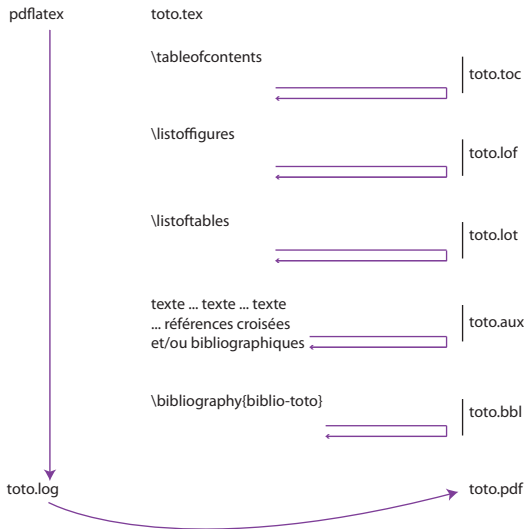 pdflatex
toto.tex
\tableofcontents
toto.toc
\listoffigures
toto.lof
\listoftables
toto.lot
texte ... texte ... texte
... références croisées
et/ou bibliographiques
toto.aux
\bibliography{biblio-toto}
toto.bbl
toto.log
toto.pdf